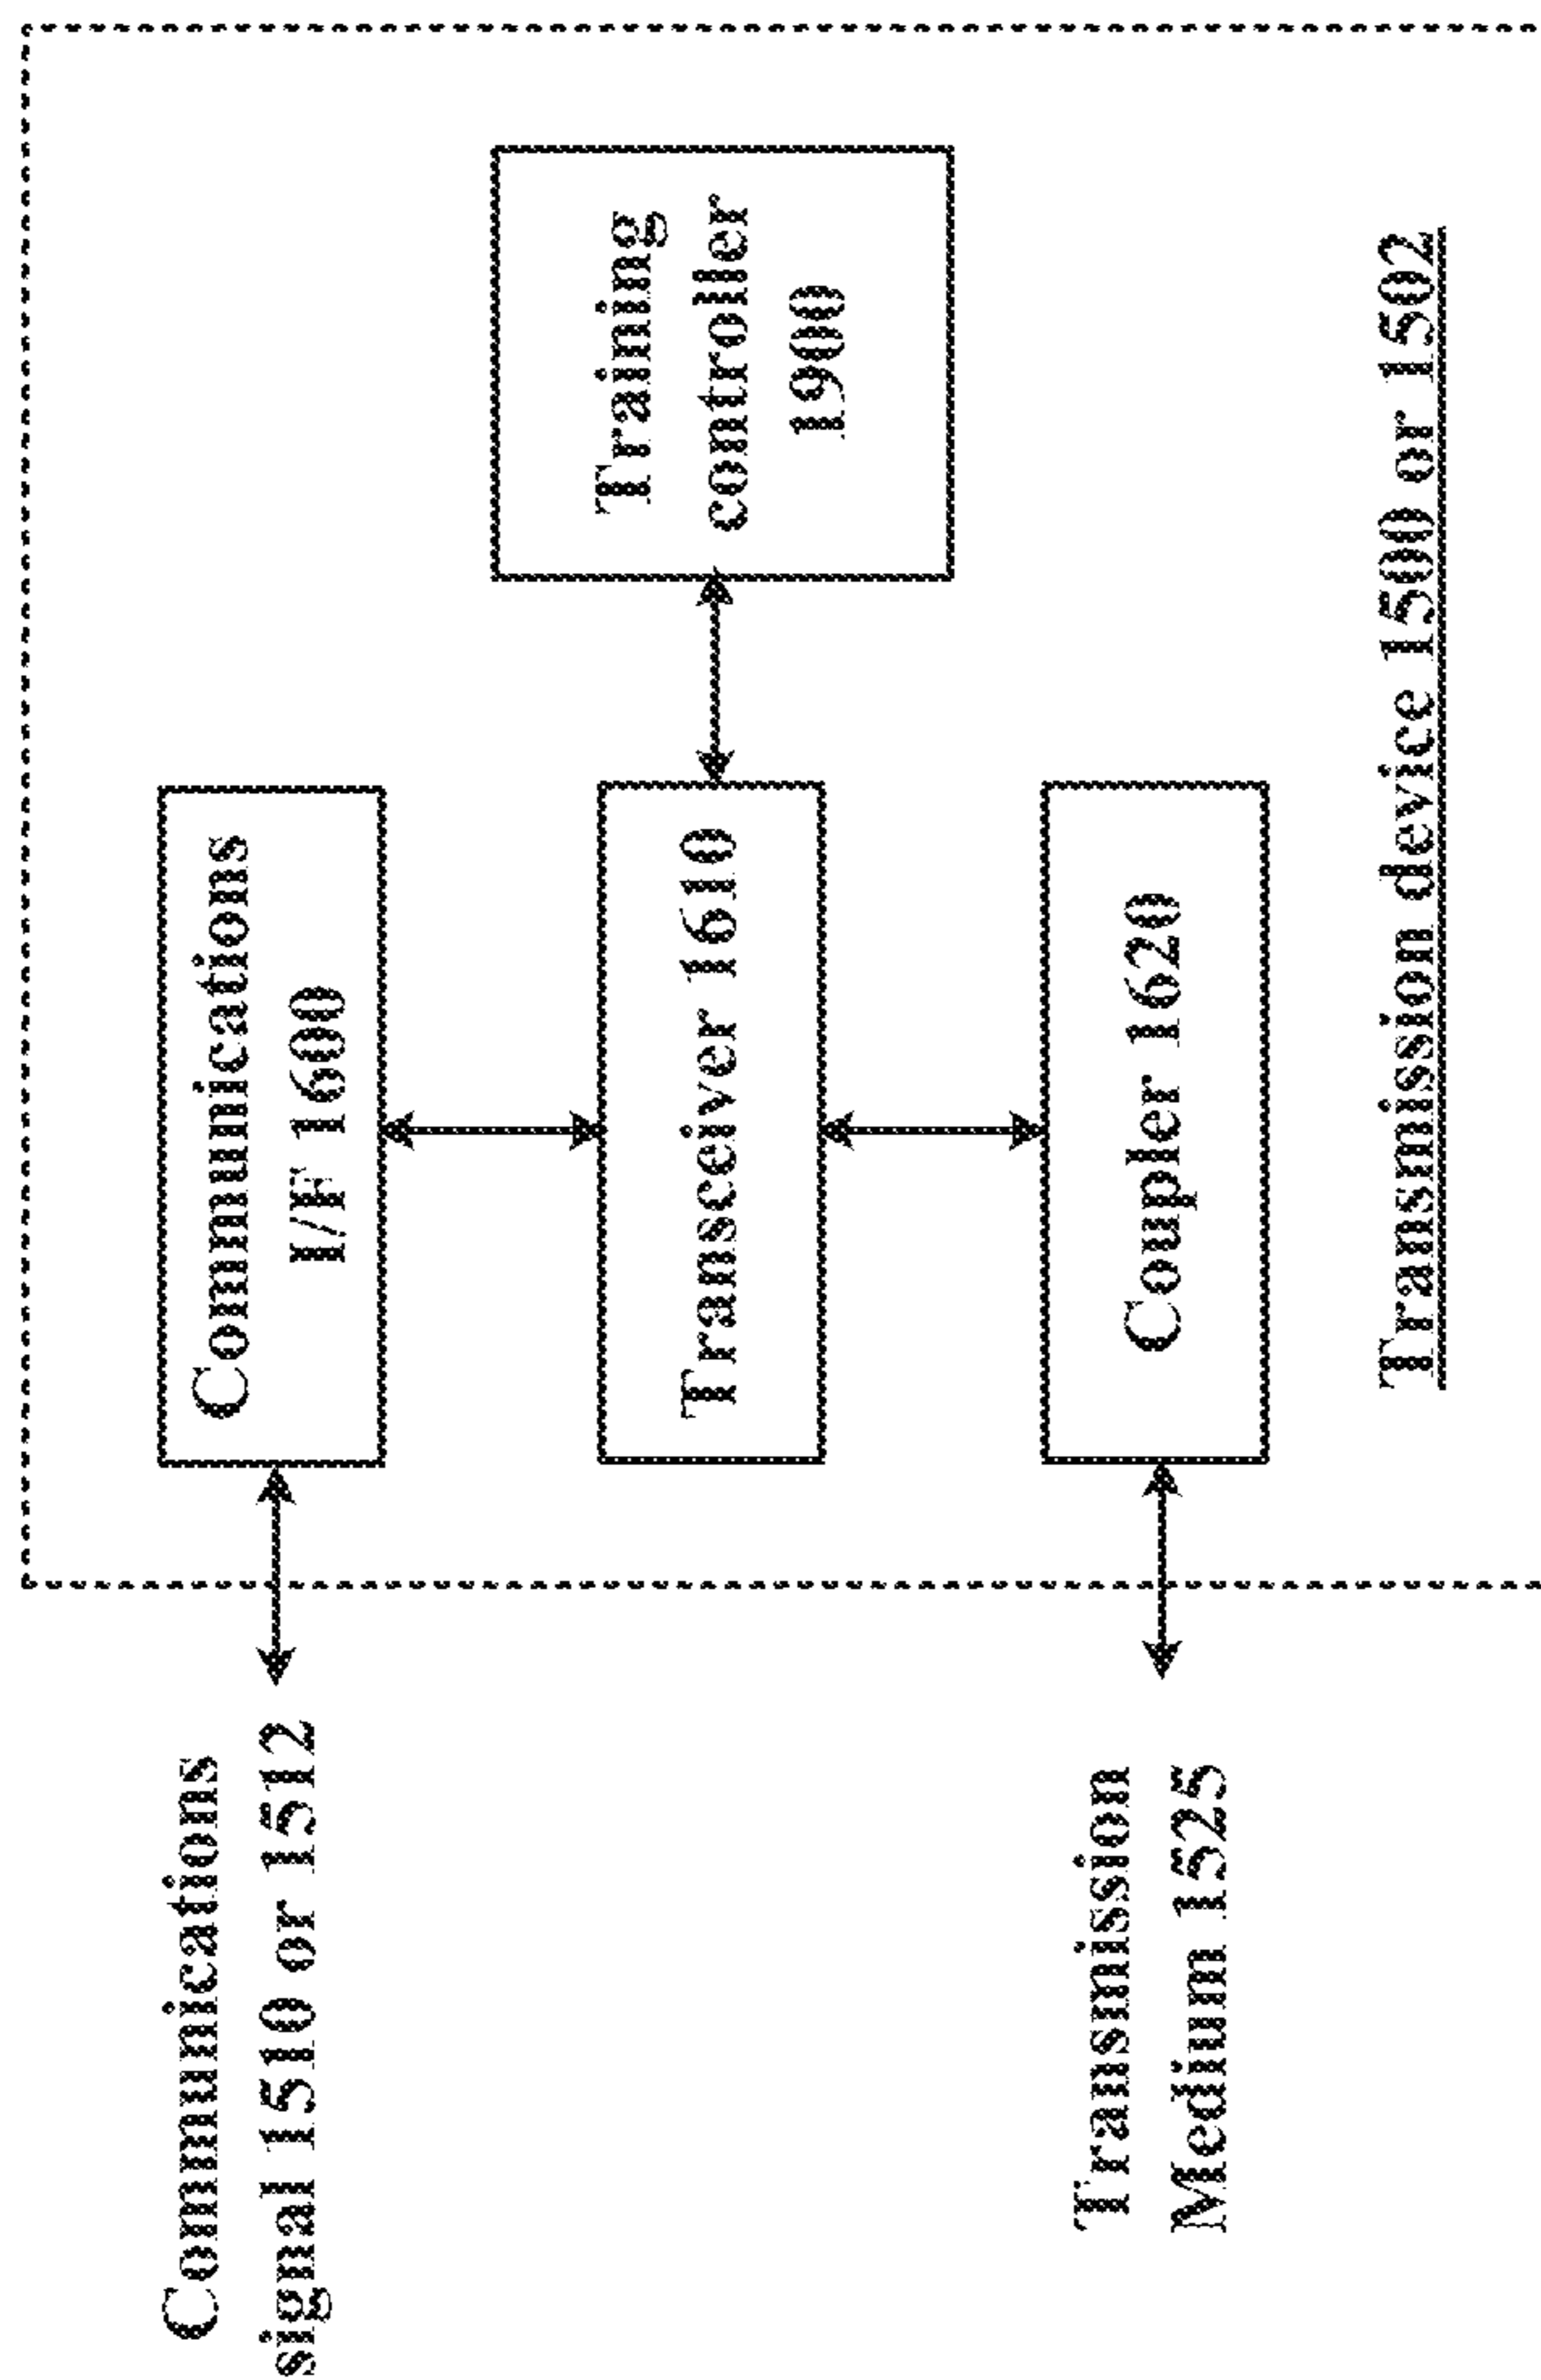 Communications
signal 1510 or 1512
Communications
I/F 1600
Transceiver 1610
Training
controller
1900
Transmission
Medium 1525
Coupler 1620
Transmission device 1500 or 1502